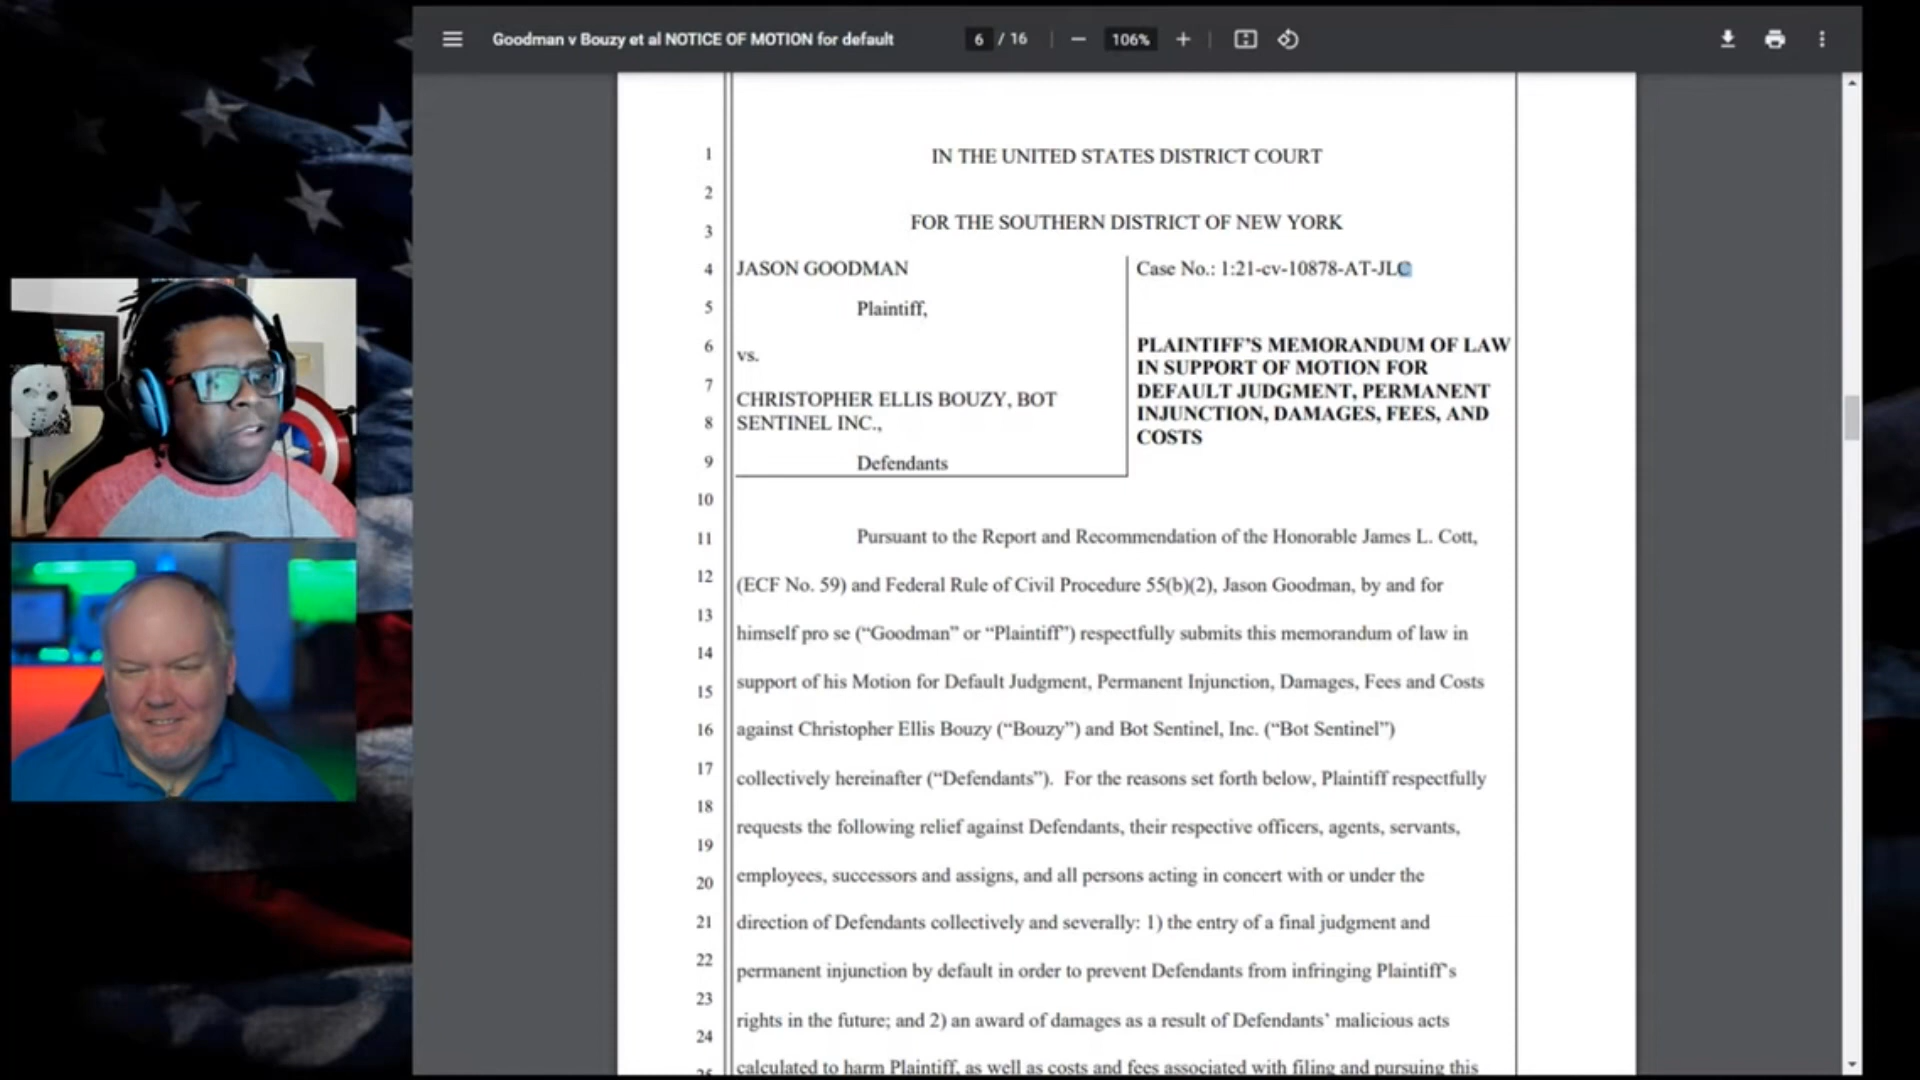 Goodman v Bouzy et al NOTICE OF MOTION for default
6 / 16
106%
1 IN THE UNITED STATES DISTRICT COURT
2
3 FOR THE SOUTHERN DISTRICT OF NEW YORK
4 JASON GOODMAN
5 Plaintiff,
6 vs.
7 CHRISTOPHER ELLIS BOUZY, BOT
8 SENTINEL INC.,
9 Defendants
Case No.: 1:21-cv-10878-AT-JLC
PLAINTIFF'S MEMORANDUM OF LAW
IN SUPPORT OF MOTION FOR
DEFAULT JUDGMENT, PERMANENT
INJUNCTION, DAMAGES, FEES, AND
COSTS
10
11 Pursuant to the Report and Recommendation of the Honorable James L. Cott,
12 (ECF No. 59) and Federal Rule of Civil Procedure 55(b)(2), Jason Goodman, by and for
13 himself pro se (“Goodman” or “Plaintiff”) respectfully submits this memorandum of law in
14
15 support of his Motion for Default Judgment, Permanent Injunction, Damages, Fees and Costs
16 against Christopher Ellis Bouzy (“Bouzy”) and Bot Sentinel, Inc. (“Bot Sentinel”)
17 collectively hereinafter (“Defendants”). For the reasons set forth below, Plaintiff respectfully
18 requests the following relief against Defendants, their respective officers, agents, servants,
19
20 employees, successors and assigns, and all persons acting in concert with or under the
21 direction of Defendants collectively and severally: 1) the entry of a final judgment and
22 permanent injunction by default in order to prevent Defendants from infringing Plaintiff's
23 rights in the future; and 2) an award of damages as a result of Defendants’ malicious acts
24
25 calculated to harm Plaintiff, as well as costs and fees associated with filing and pursuing this